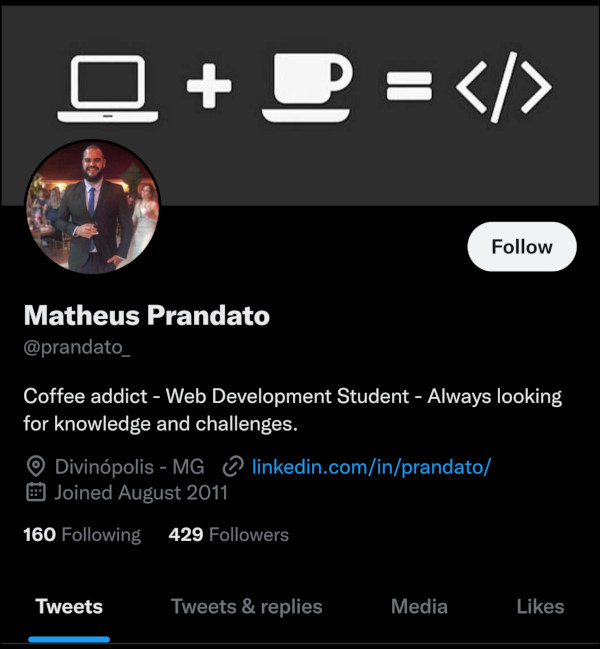 Follow
Matheus Prandato
@prandato_
Coffee addict - Web Development Student - Always looking
for knowledge and challenges.
Divinópolis - MG linkedin.com/in/prandato/
Joined August 2011
160 Following 429 Followers
Tweets Tweets & replies Media Likes